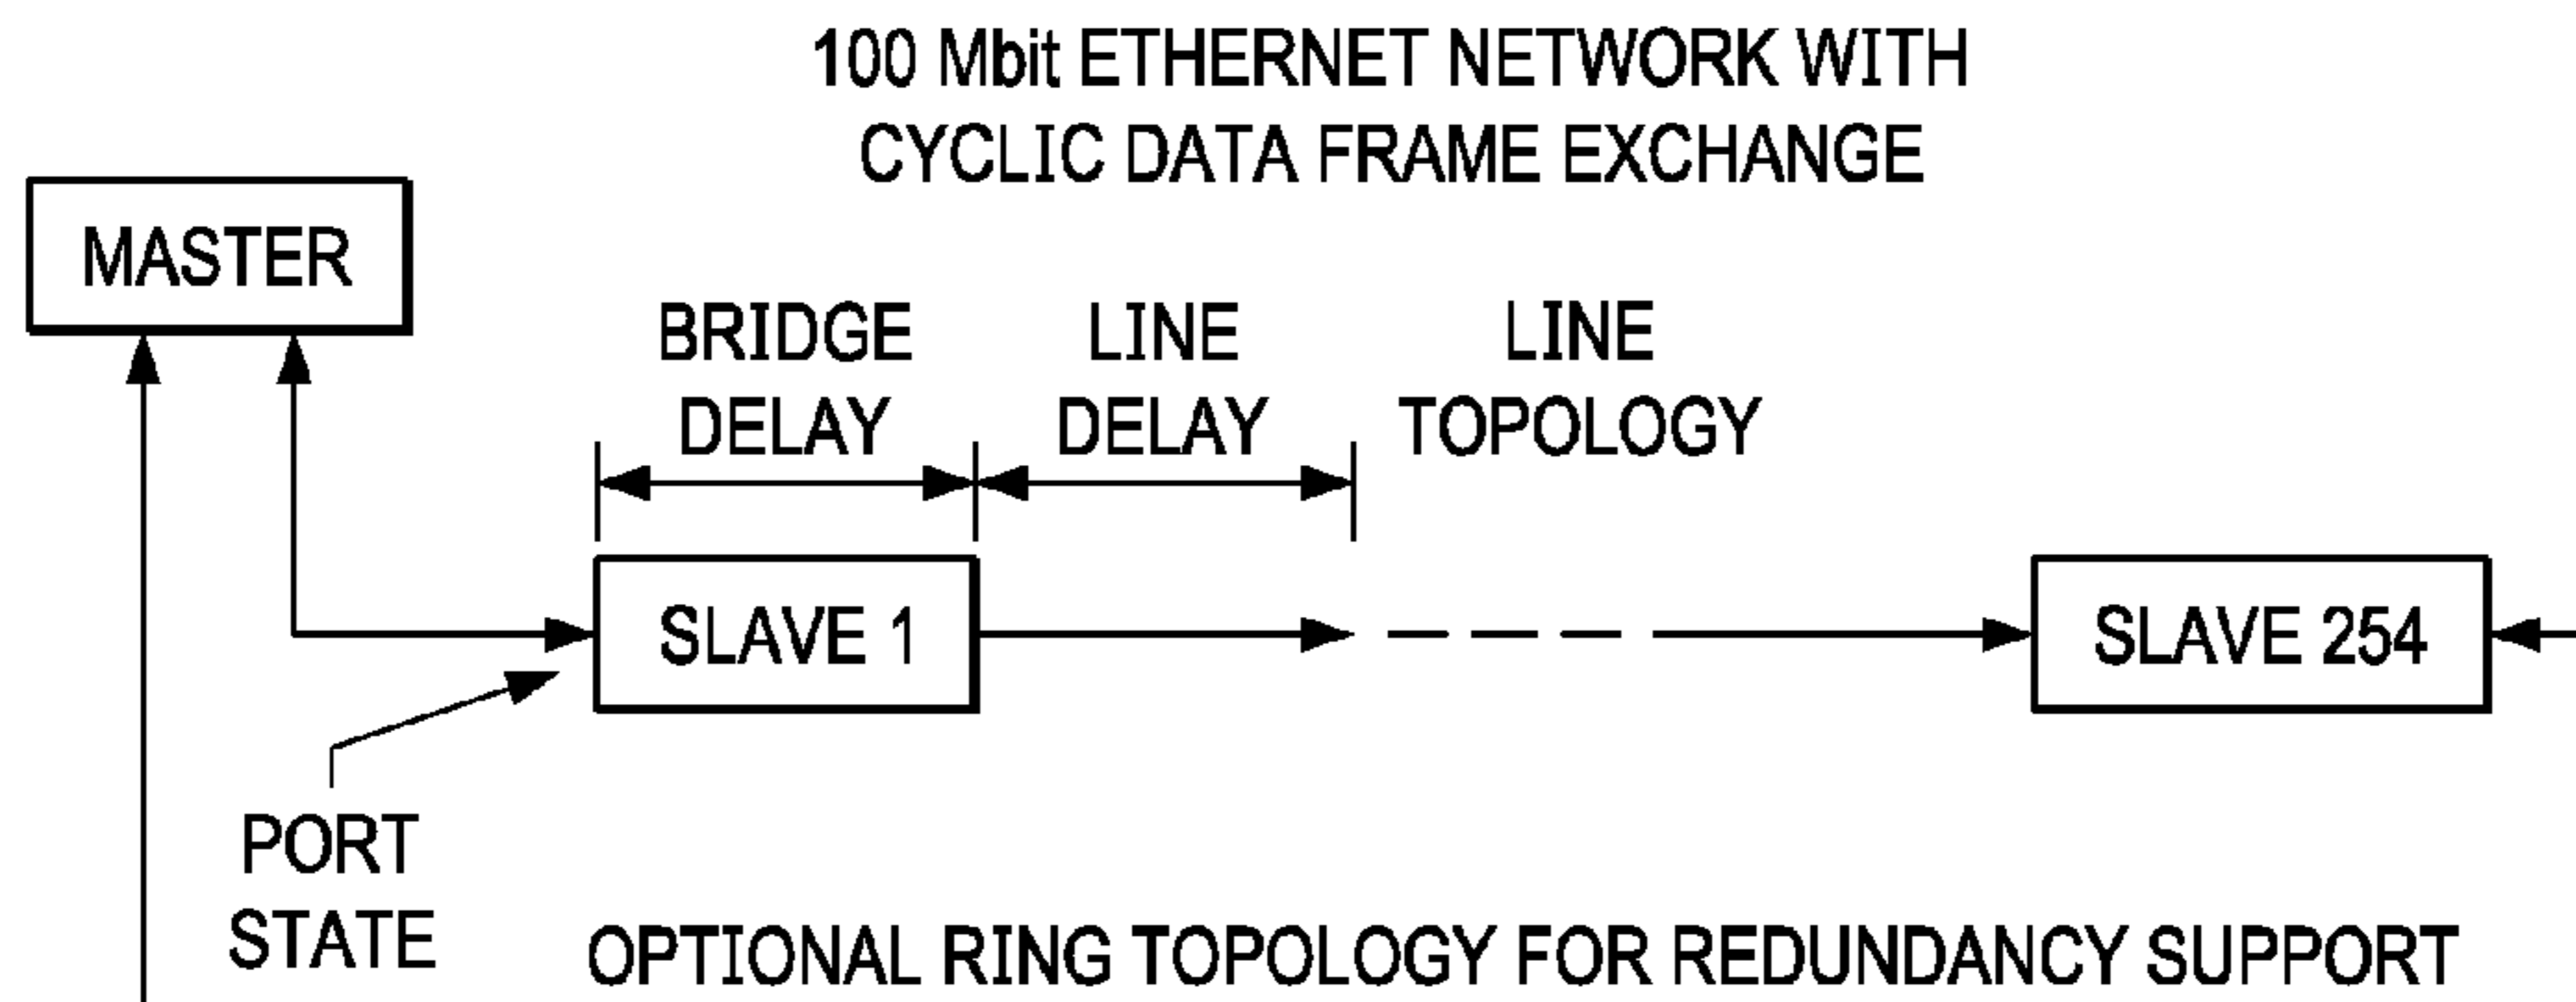 100 Mbit ETHERNET NETWORK WITH
CYCLIC DATA FRAME EXCHANGE
MASTER
BRIDGE
DELAY
LINE
DELAY
LINE
TOPOLOGY
SLAVE 1
SLAVE 254
PORT
STATE
OPTIONAL RING TOPOLOGY FOR REDUNDANCY SUPPORT